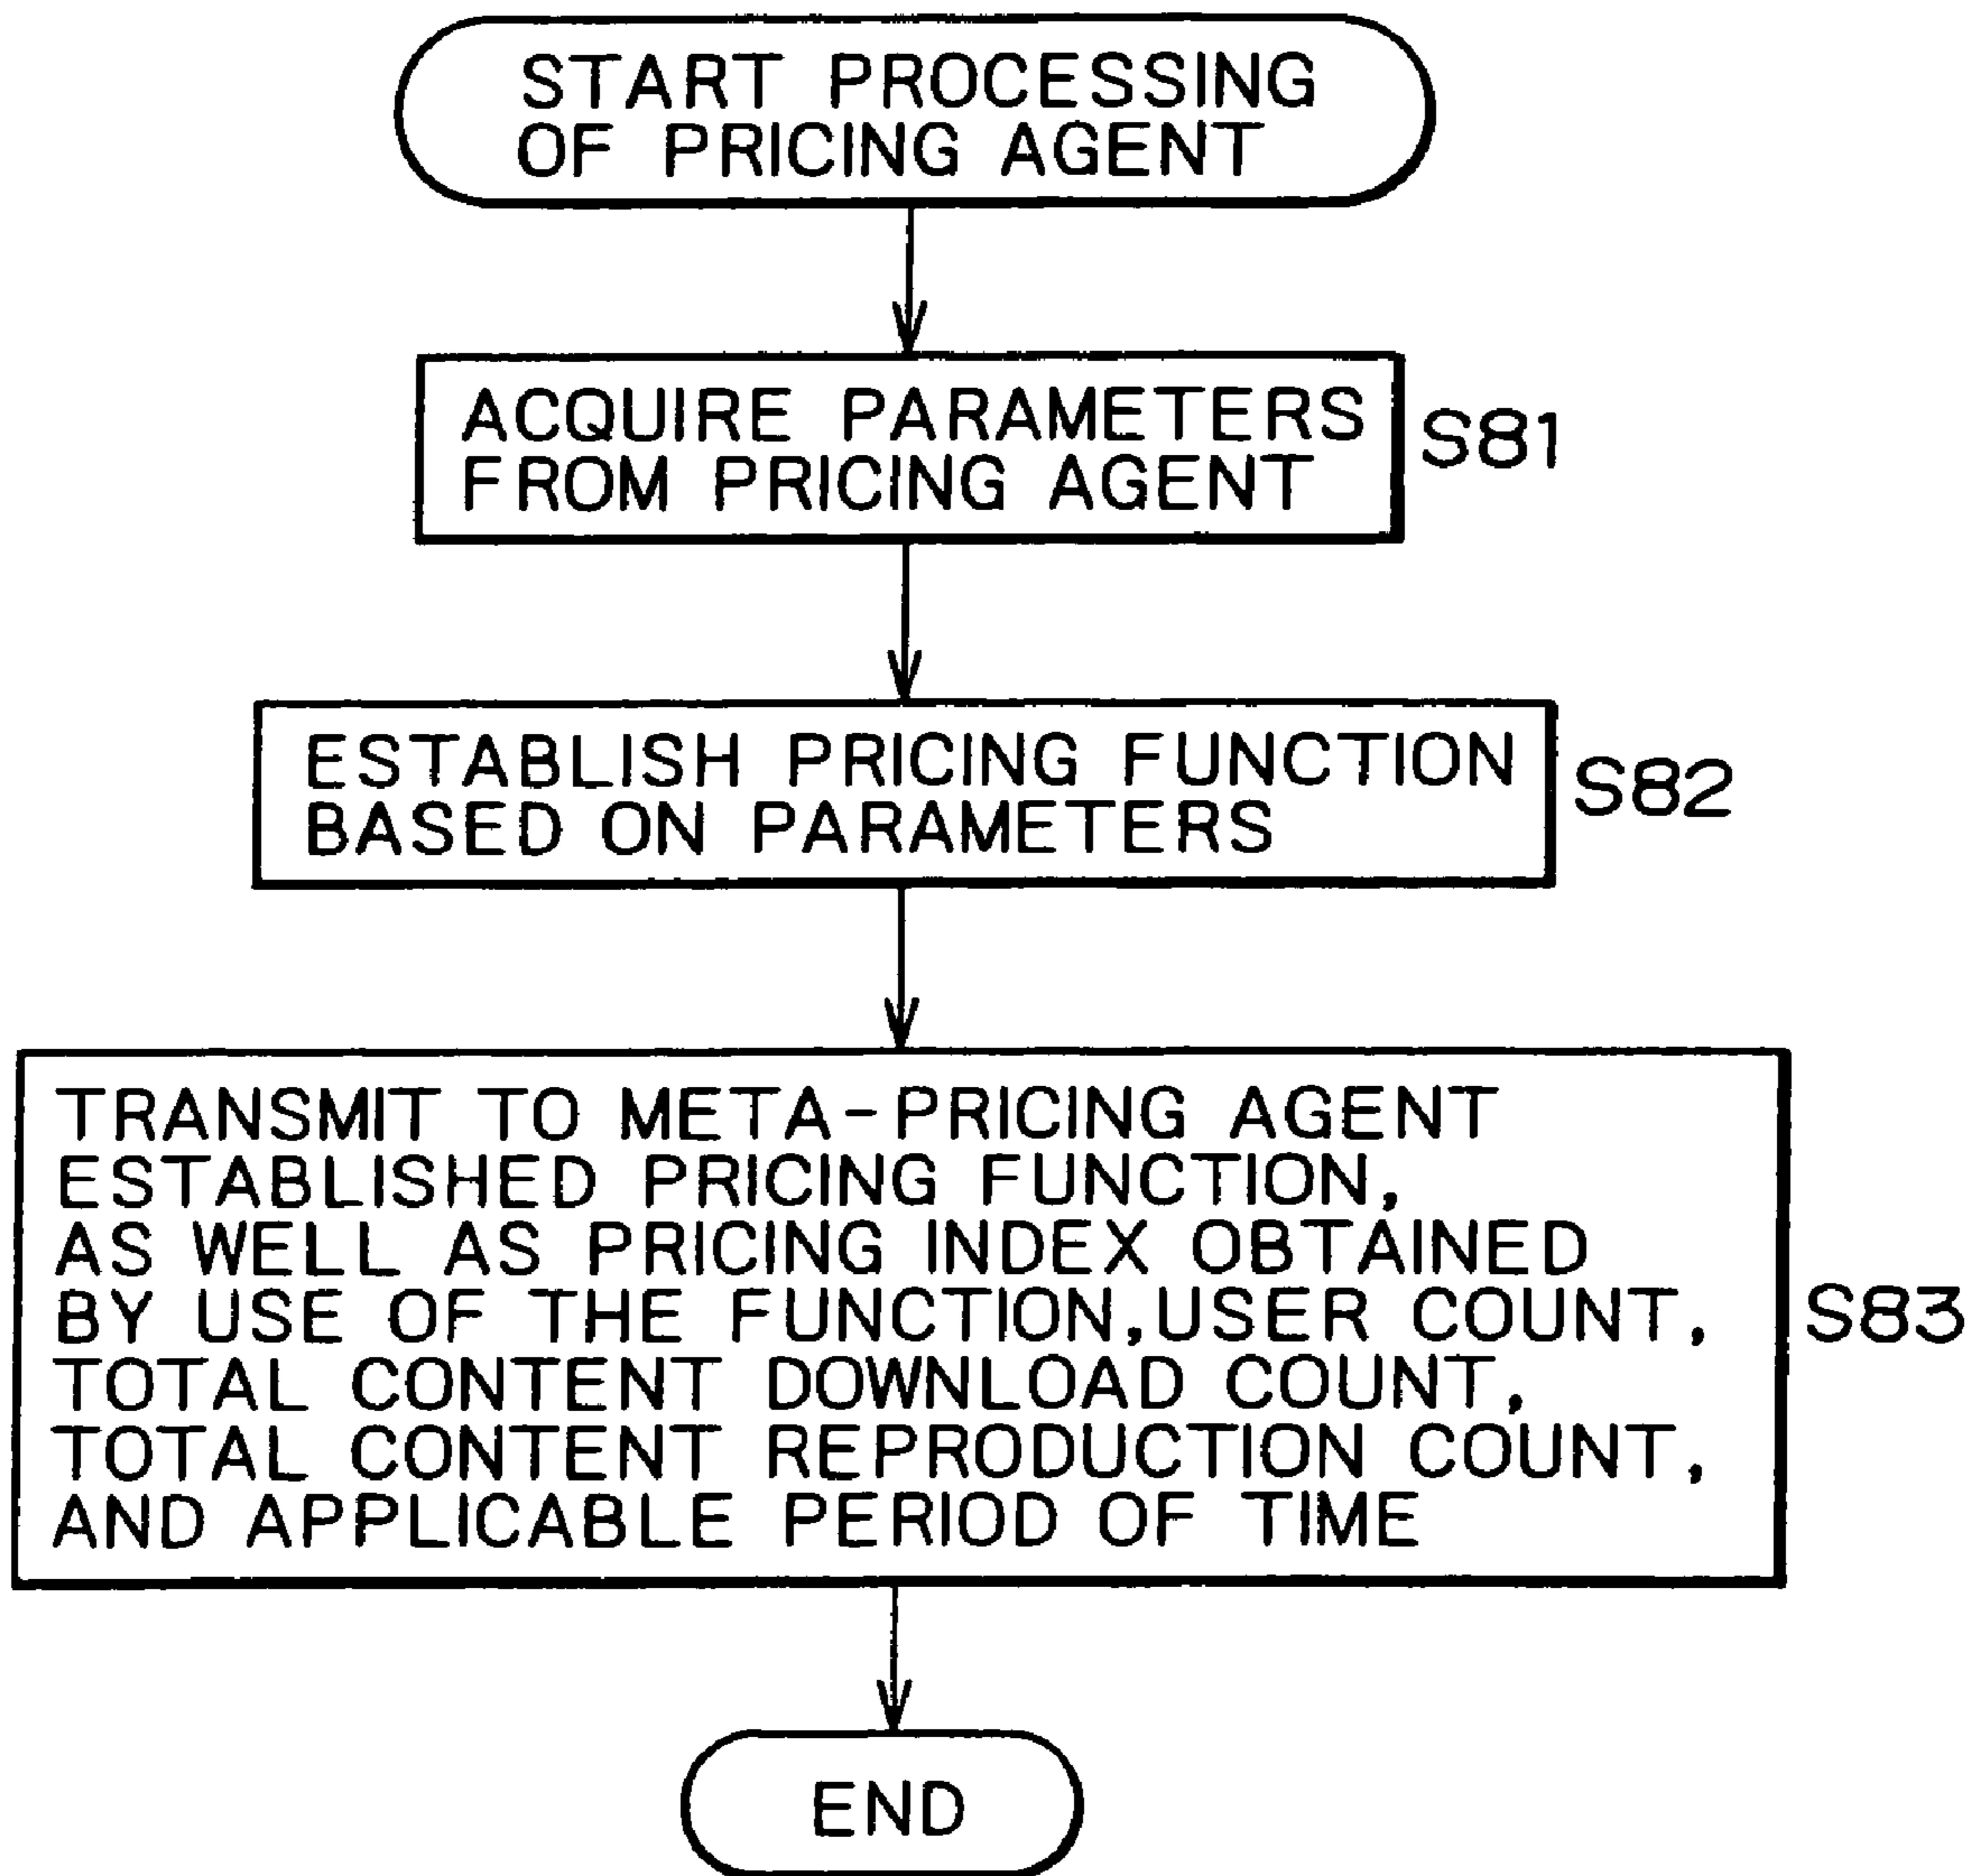 START PROCESSING
OF PRICING AGENT
ACQUIRE PARAMETERS
FROM PRICING AGENT
S81
ESTABLISH PRICING FUNCTION
BASED ON PARAMETERS
S82
TRANSMIT TO META-PRICING AGENT
ESTABLISHED PRICING FUNCTION,
AS WELL AS PRICING INDEX OBTAINED
BY USE OF THE FUNCTION,USER COUNT,
TOTAL CONTENT DOWNLOAD COUNT,
TOTAL CONTENT REPRODUCTION COUNT,
AND APPLICABLE PERIOD OF TIME
S83
END